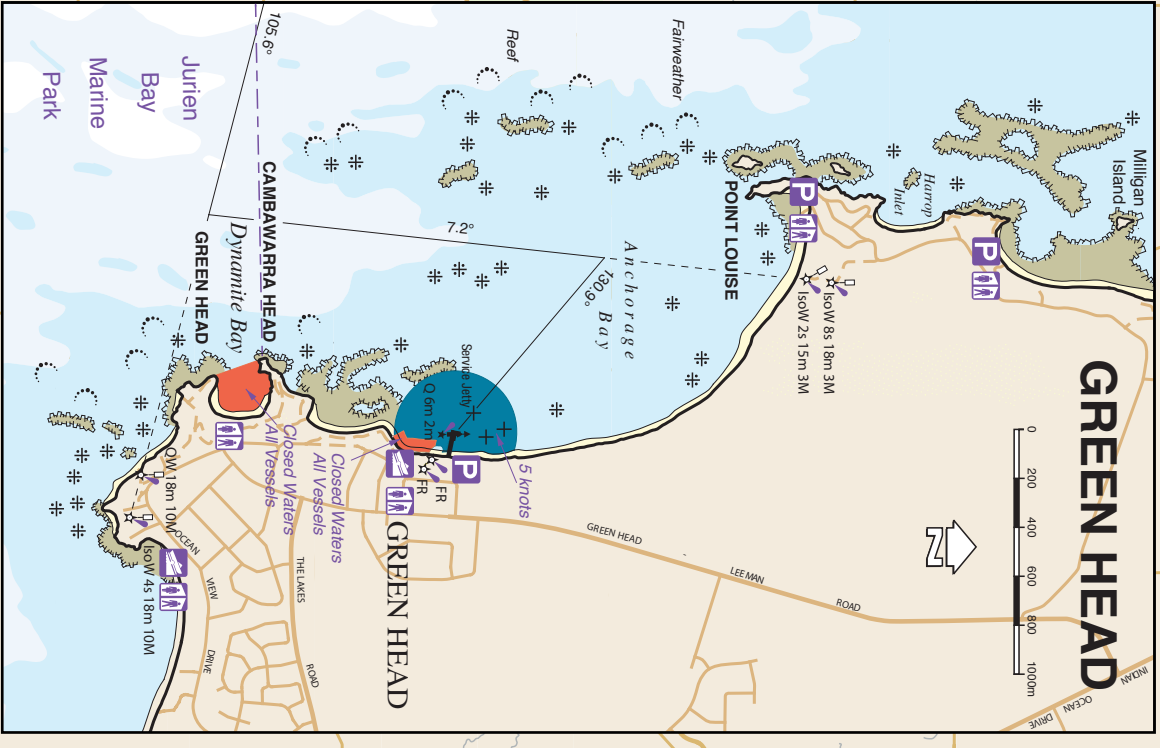 GREEN HEAD
0
200
400
600
800
1000m
N
Milligan
Island
Harrop
Inlet
P
P
POINT LOUISE
IsoW 8s 18m 3M
IsoW 2s 15m 3M
Fairweather
Reef
Anchorage
Bay
130.9°
7.2°
105.6°
Jurien
Bay
Marine
Park
CAMBAWARRA HEAD
Dynamite Bay
GREEN HEAD
Service Jetty
Q 6m 2m
P
5 knots
FR
FR
Closed Waters
All Vessels
Closed Waters
All Vessels
GREEN HEAD
QW 18m 10M
IsoW 4s 18m 10M
OCEAN
VIEW
DRIVE
THE LAKES
ROAD
GREEN HEAD
LEEMAN
ROAD
INDIAN
OCEAN
DRIVE